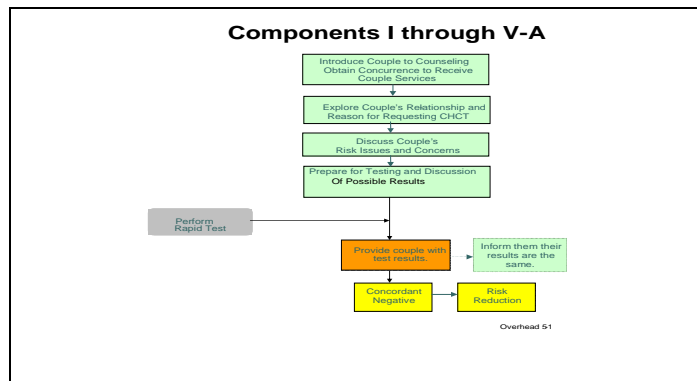 Components I through V-A
Introduce Couple to Counseling
Obtain Concurrence to Receive
Couple Services
Explore Couple's Relationship and
Reason for Requesting CHCT
Discuss Couple's
Risk Issues and Concerns
Prepare for Testing and Discussion
Of Possible Results
Perform
Rapid Test
Provide couple with
test results.
Inform them their
results are the
same.
Concordant
Negative
Risk
Reduction
Overhead 5-1